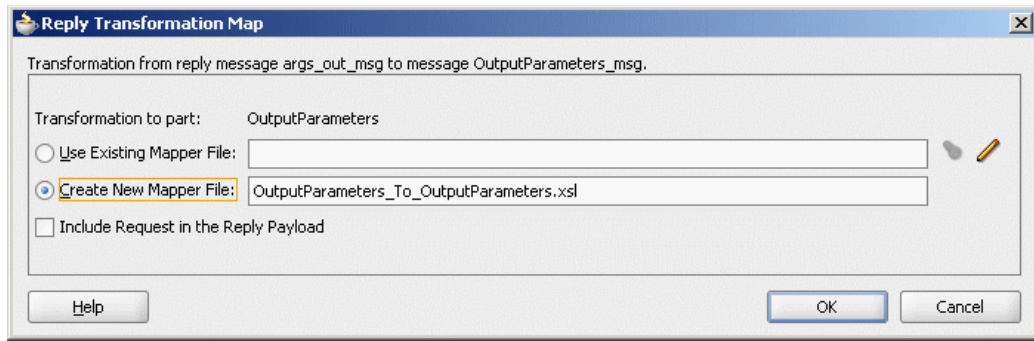 Reply Transformation Map
Transformation from reply message args_out_msg to message OutputParameters_msg.
Transformation to part: OutputParameters
Use Existing Mapper File:
Create New Mapper File: OutputParameters_To_OutputParameters.xsl
Include Request in the Reply Payload
Help OK Cancel